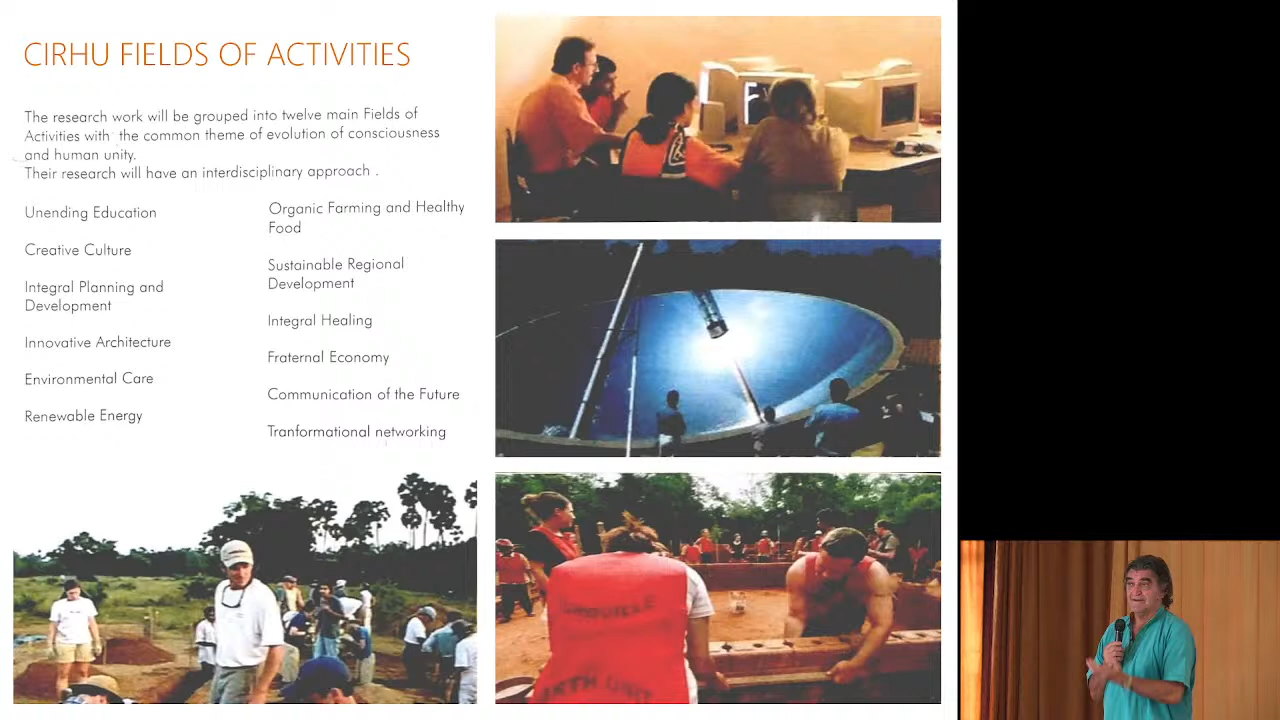 CIRHU FIELDS OF ACTIVITIES
The research work will be grouped into twelve main Fields of
Activities with the common theme of evolution of consciousness
and human unity.
Their research will have an interdisciplinary approach .
Unending Education
Creative Culture
Integral Planning and
Development
Innovative Architecture
Environmental Care
Renewable Energy
Organic Farming and Healthy
Food
Sustainable Regional
Development
Integral Healing
Fraternal Economy
Communication of the Future
Tranformational networking
UROVILLE
RTH UNIT